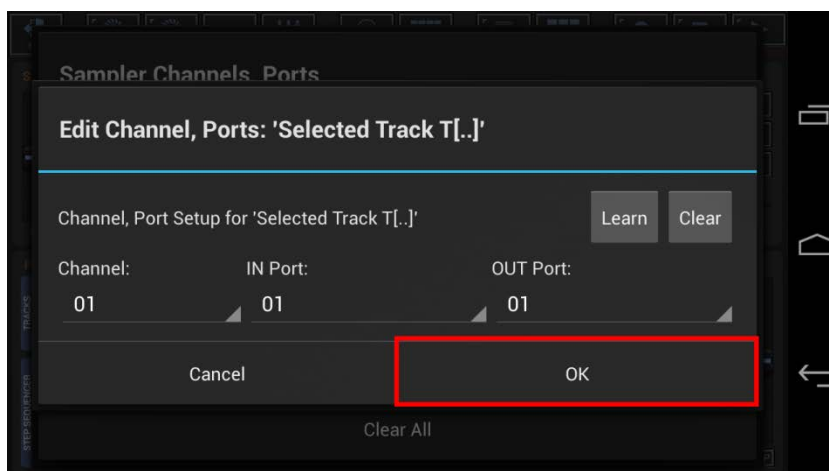 Sampler Channels, Ports
Edit Channel, Ports: 'Selected Track T[..]'
Channel, Port Setup for 'Selected Track T[..]'
Learn
Clear
Channel:
IN Port:
OUT Port:
01
01
01
TRACKS
Cancel
OK
STEP SEQUENCER
Clear All